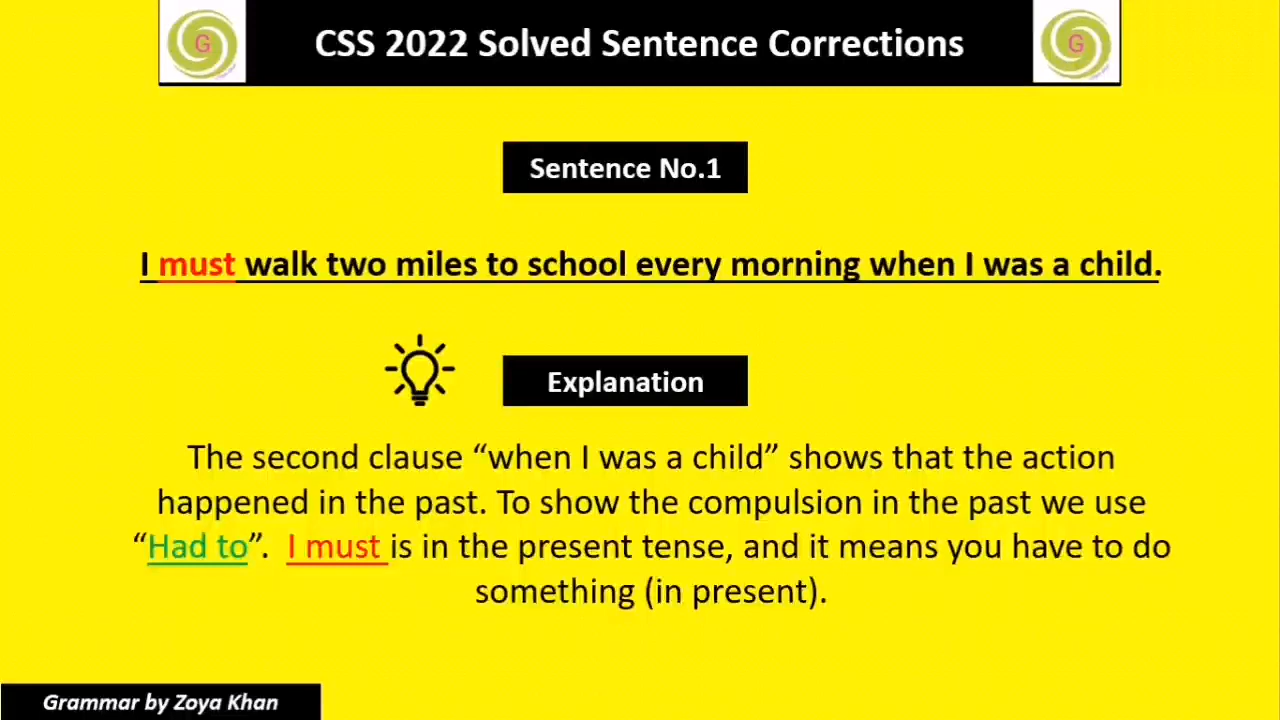 G CSS 2022 Solved Sentence Corrections G
Sentence No.1
I must walk two miles to school every morning when I was a child.
Explanation
The second clause “when I was a child” shows that the action
happened in the past. To show the compulsion in the past we use
“Had to”. I must is in the present tense, and it means you have to do
something (in present).
Grammar by Zoya Khan